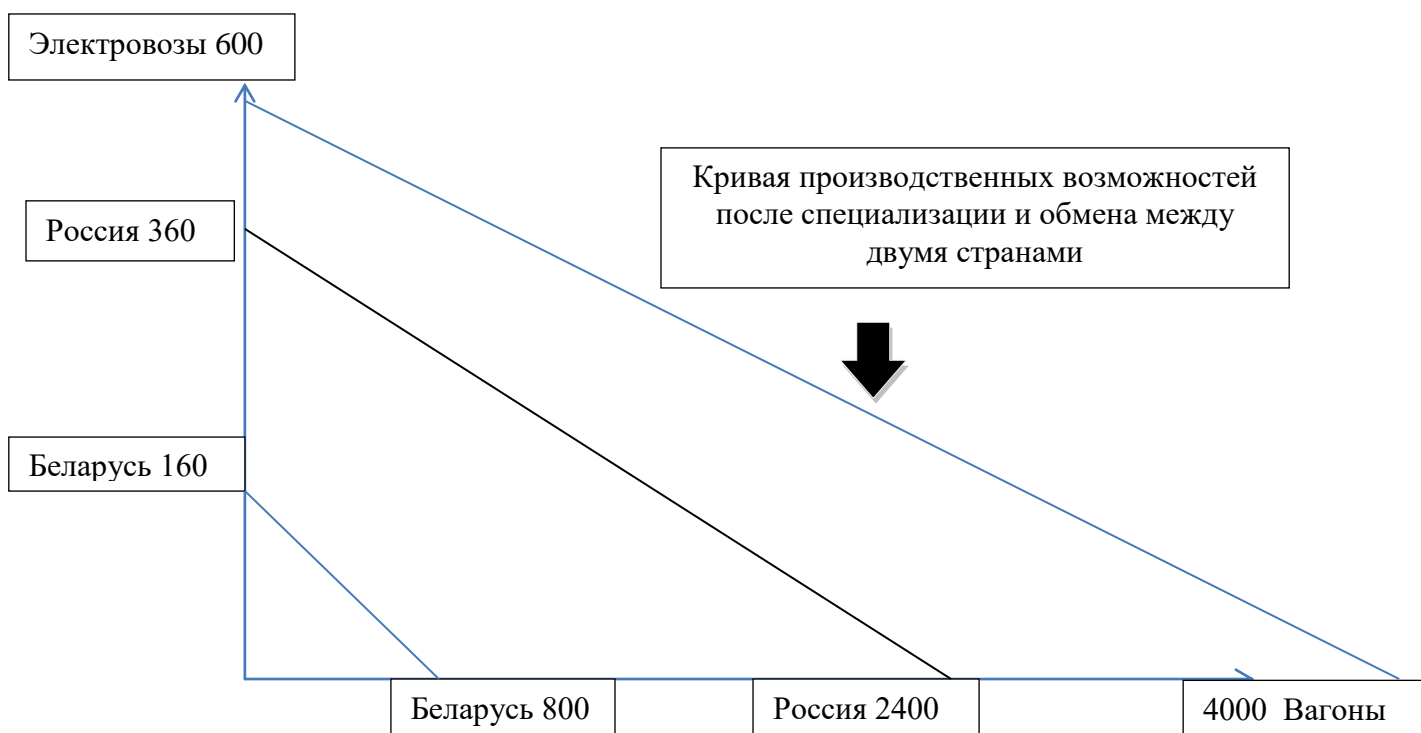 Электровозы 600
Кривая производственных возможностей
после специализации и обмена между
двумя странами
Россия 360
Беларусь 160
Беларусь 800
Россия 2400
4000 Вагоны